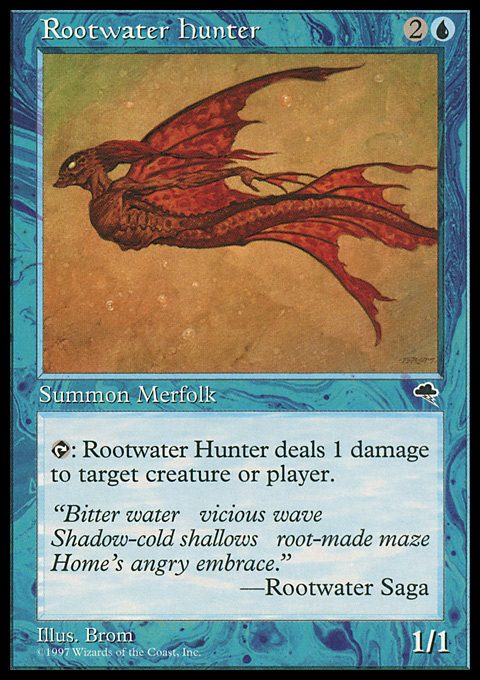 Rootwater Hunter 2
Summon Merfolk
: Rootwater Hunter deals 1 damage
to target creature or player.
“Bitter water   vicious wave
Shadow-cold shallows   root-made maze
Home’s angry embrace.”
—Rootwater Saga
Illus. Brom
©1997 Wizards of the Coast, Inc.
1/1